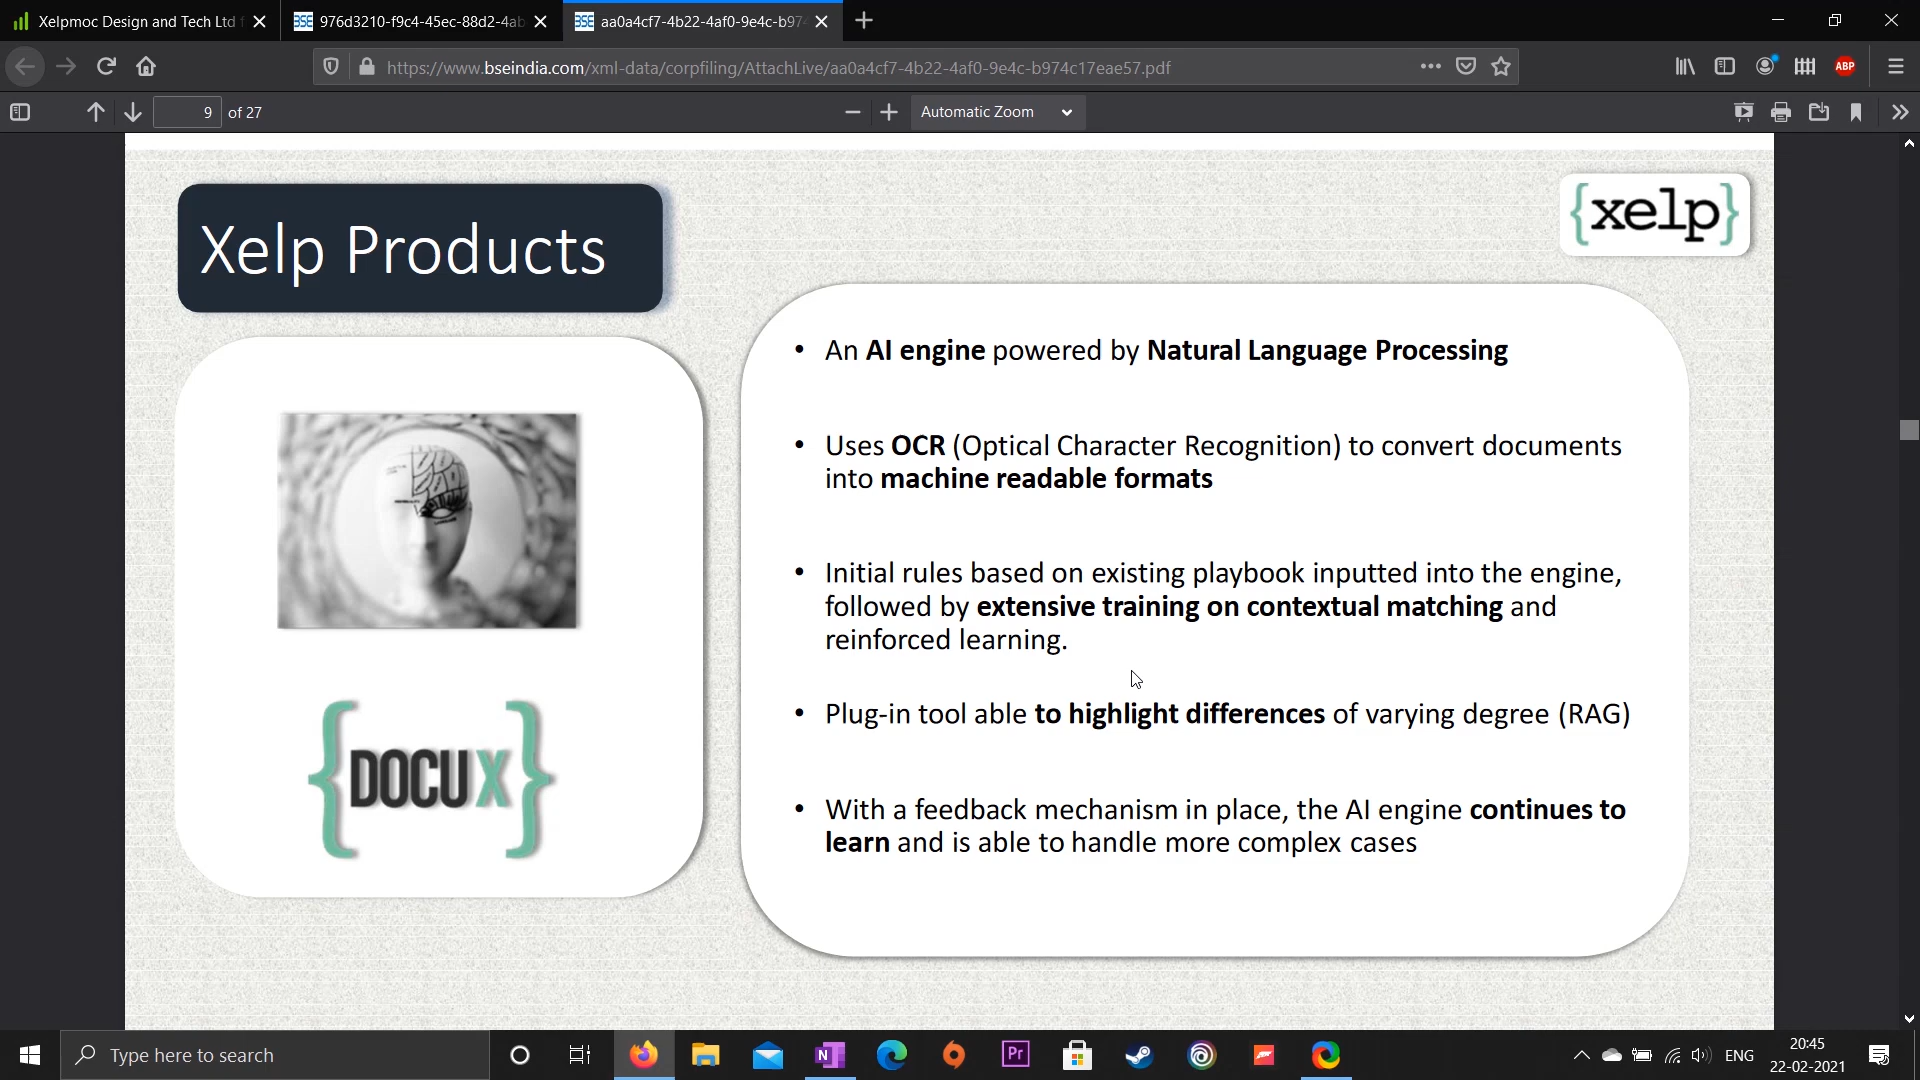 Xelpmoc Design and Tech Ltd f
976d3210-f9c4-45ec-88d2-4ab
aa0a4cf7-4b22-4af0-9e4c-b974
https://www.bseindia.com/xml-data/corpfiling/AttachLive/aa0a4cf7-4b22-4af0-9e4c-b974c17eae57.pdf
ABP
9 of 27
Automatic Zoom
Xelp Products
{xelp}
• An AI engine powered by Natural Language Processing
• Uses OCR (Optical Character Recognition) to convert documents
into machine readable formats
• Initial rules based on existing playbook inputted into the engine,
followed by extensive training on contextual matching and
reinforced learning.
• Plug-in tool able to highlight differences of varying degree (RAG)
• With a feedback mechanism in place, the AI engine continues to
learn and is able to handle more complex cases
{DOCUX}
Type here to search
N
Pr
ENG
20:45
22-02-2021